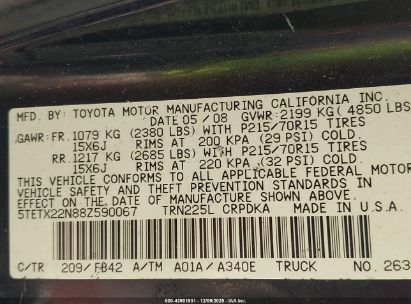 MFD. BY: TOYOTA MOTOR MANUFACTURING CALIFORNIA INC.
DATE 05 / 08 GVWR: 2199 KG ( 4850 LBS
GAWR: FR. 1079 KG (2380 LBS) WITH P215/70R15 TIRES
15X6J RIMS AT 200 KPA (29 PSI) COLD.
RR. 1217 KG (2685 LBS) WITH P215/70R15 TIRES
15X6J RIMS AT 220 KPA (32 PSI) COLD.
THIS VEHICLE CONFORMS TO ALL APPLICABLE FEDERAL MOTOR
VEHICLE SAFETY AND THEFT PREVENTION STANDARDS IN
EFFECT ON THE DATE OF MANUFACTURE SHOWN ABOVE.
5TETX22N88Z590067 TRN225L CRPDKA MADE IN U.S.A.
C/TR 209 / FB42 A/TM A01A / A340E TRUCK NO. 263